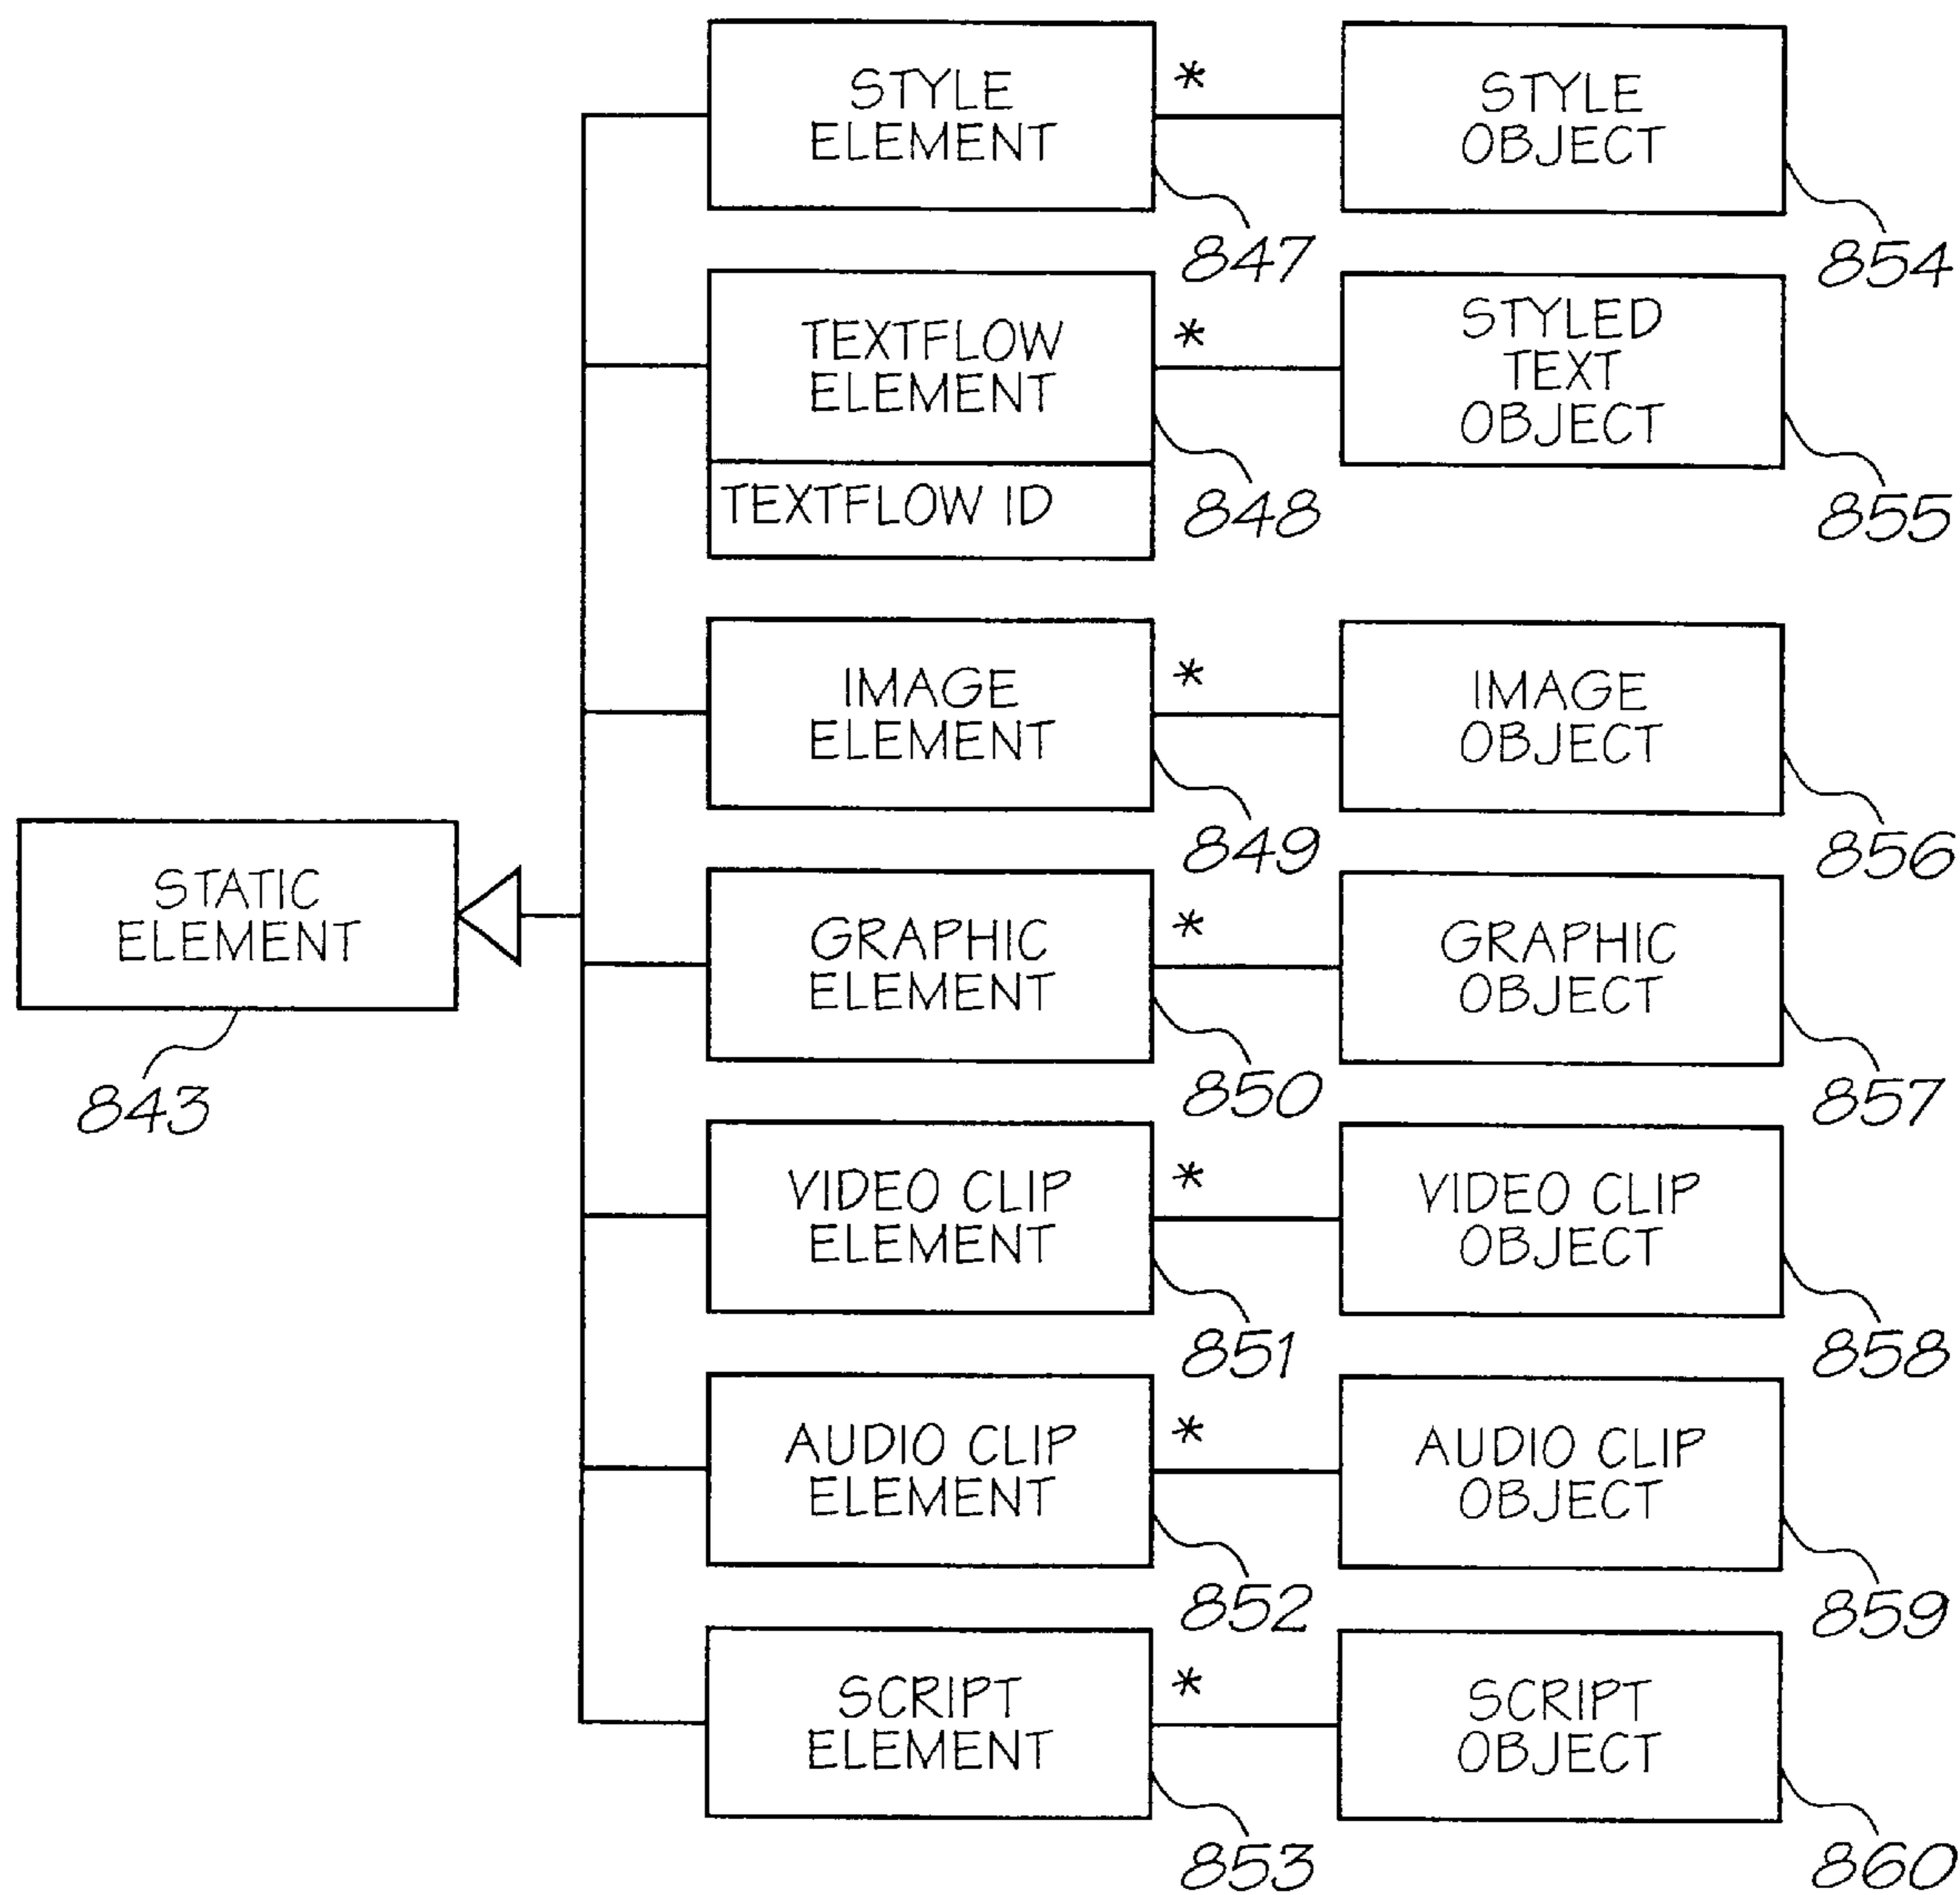 STYLE
ELEMENT
*
STYLE
OBJECT
847
854
TEXTFLOW
ELEMENT
TEXTFLOW ID
*
STYLED
TEXT
OBJECT
848
855
IMAGE
ELEMENT
*
IMAGE
OBJECT
849
856
STATIC
ELEMENT
843
GRAPHIC
ELEMENT
*
GRAPHIC
OBJECT
850
857
VIDEO CLIP
ELEMENT
*
VIDEO CLIP
OBJECT
851
858
AUDIO CLIP
ELEMENT
*
AUDIO CLIP
OBJECT
852
859
SCRIPT
ELEMENT
*
SCRIPT
OBJECT
853
860